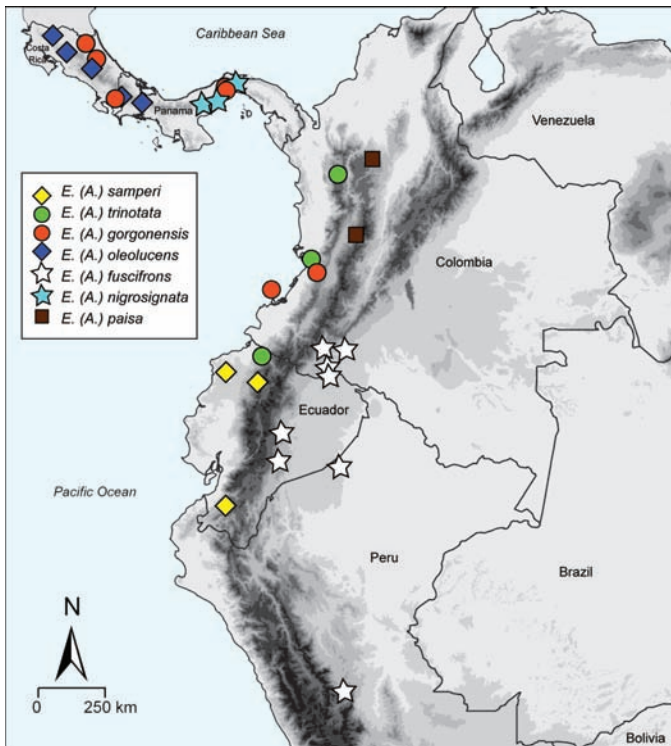 Caribbean Sea
Costa
Rica
Panama
Venezuela
E. (A.) samperi
E. (A.) trinotata
E. (A.) gorgonensis
E. (A.) oleolucens
E. (A.) fuscifrons
E. (A.) nigrosignata
E. (A.) paisa
Colombia
Ecuador
Pacific Ocean
Peru
Brazil
N
0 250 km
Bolivia